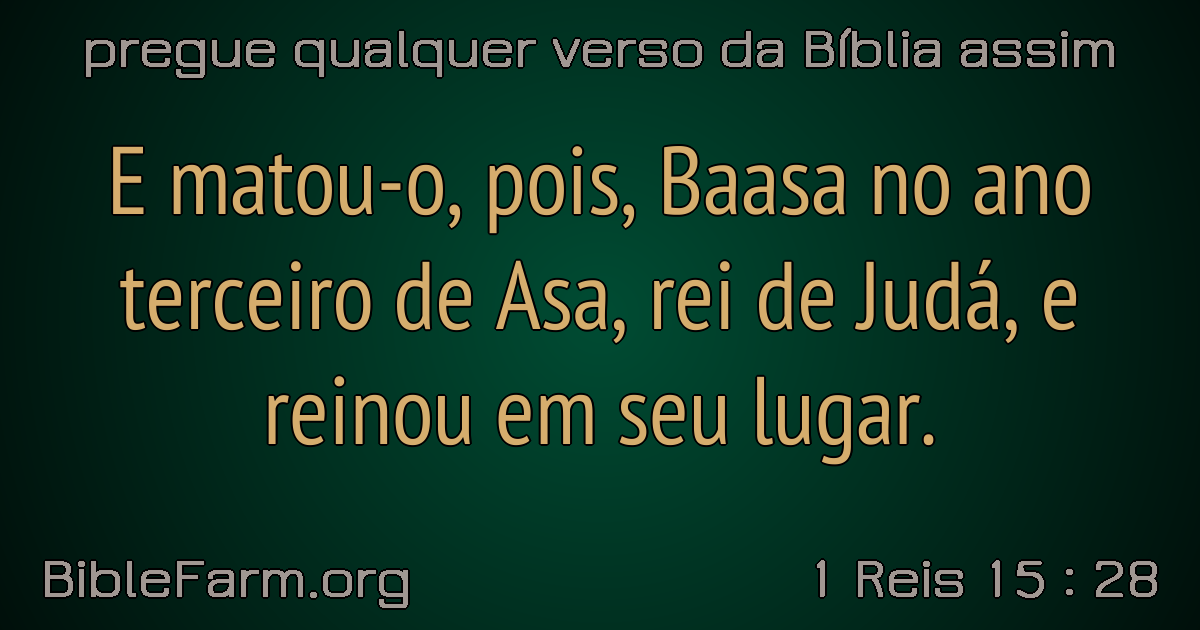 pregue qualquer verso da Bíblia assim
E matou-o, pois, Baasa no ano
terceiro de Asa, rei de Judá, e
reinou em seu lugar.
BibleFarm.org
1 Reis 15 : 28